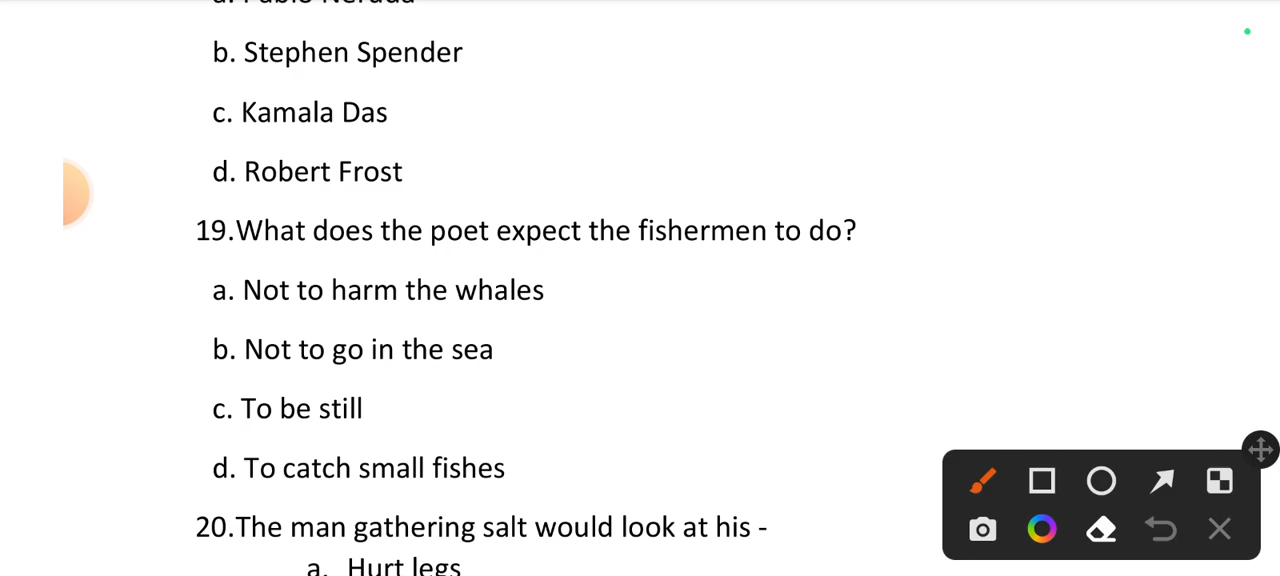 a. Pablo Neruda
b. Stephen Spender
c. Kamala Das
d. Robert Frost
19.What does the poet expect the fishermen to do?
a. Not to harm the whales
b. Not to go in the sea
c. To be still
d. To catch small fishes
20.The man gathering salt would look at his -
a. Hurt legs